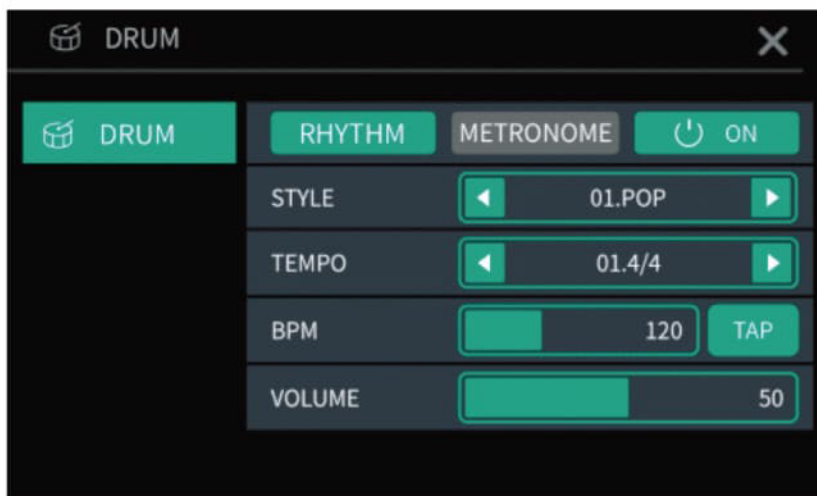 DRUM
DRUM
RHYTHM METRONOME ON
STYLE 01.POP
TEMPO 01.4/4
BPM 120 TAP
VOLUME 50